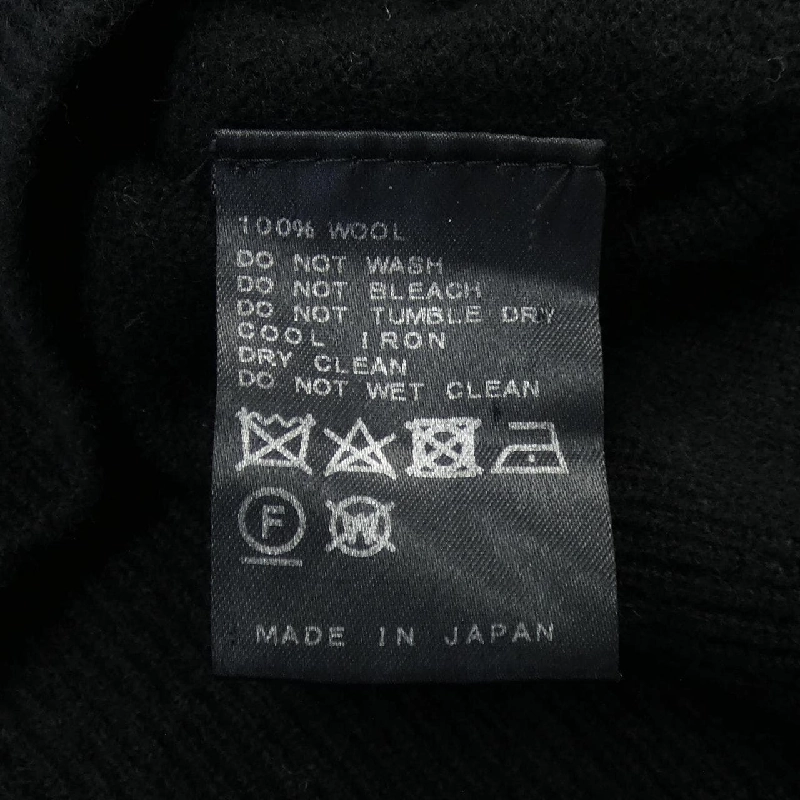 100% WOOL
DO NOT WASH
DO NOT BLEACH
DO NOT TUMBLE DRY
COOL IRON
DRY CLEAN
DO NOT WET CLEAN
F W
MADE IN JAPAN